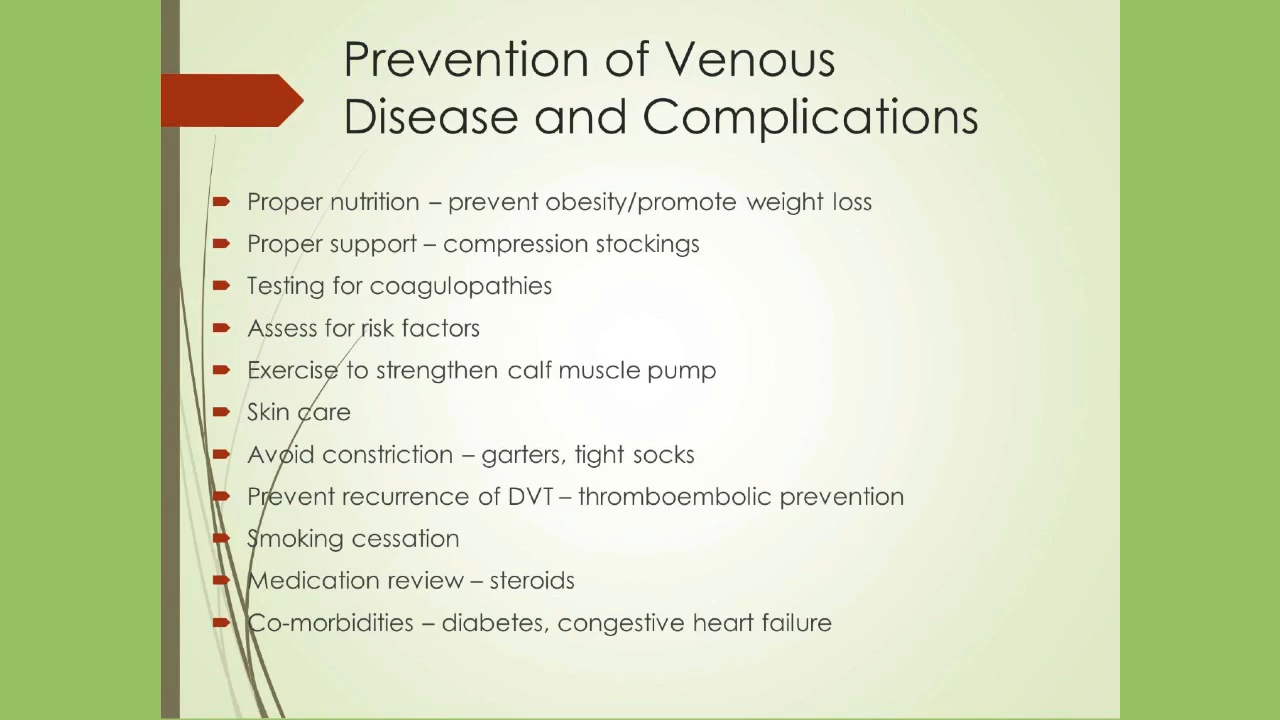 Prevention of Venous
Disease and Complications
Proper nutrition – prevent obesity/promote weight loss
Proper support – compression stockings
Testing for coagulopathies
Assess for risk factors
Exercise to strengthen calf muscle pump
Skin care
Avoid constriction – garters, tight socks
Prevent recurrence of DVT – thromboembolic prevention
Smoking cessation
Medication review – steroids
Co-morbidities – diabetes, congestive heart failure